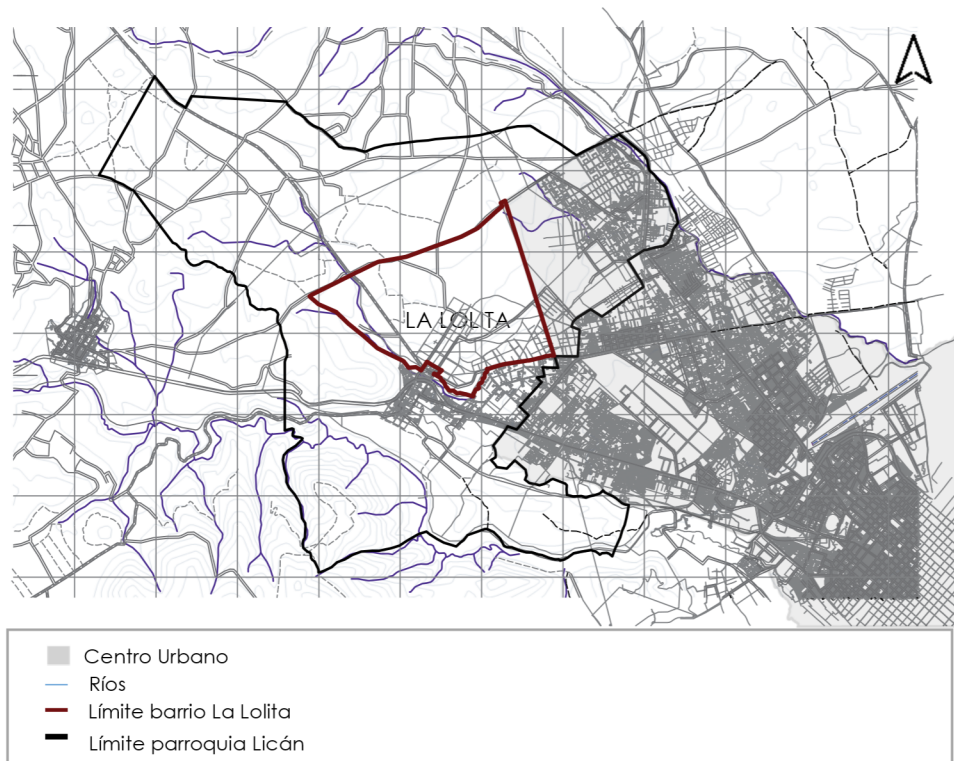 LA LOLITA
Centro Urbano
Ríos
Límite barrio La Lolita
Límite parroquia Licán